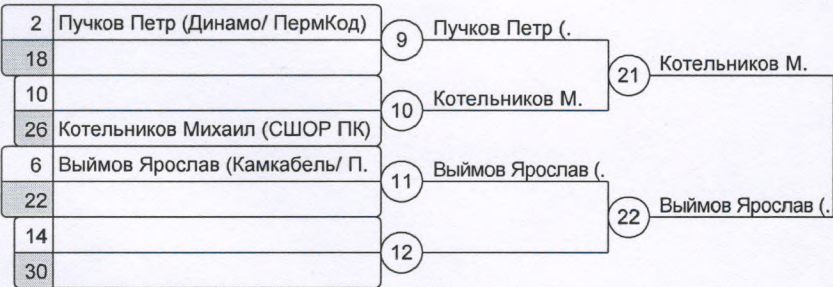 2 Пучков Петр (Динамо/ ПермКод)
9 Пучков Петр (.
18
21 Котельников М.
10
10 Котельников М.
26 Котельников Михаил (СШОР ПК)
6 Выймов Ярослав (Камкабель/ П.
11 Выймов Ярослав (.
22
22 Выймов Ярослав (.
14
12
30